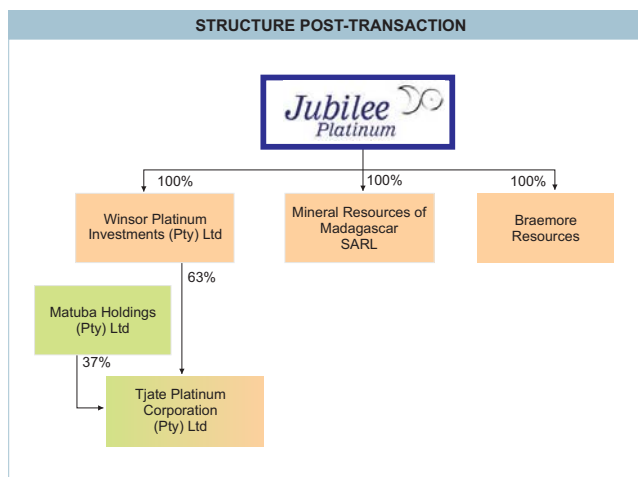 STRUCTURE POST-TRANSACTION
Jubilee
Platinum
100%
100%
100%
Winsor Platinum
Investments (Pty) Ltd
Mineral Resources of
Madagascar
SARL
Braemore
Resources
63%
Matuba Holdings
(Pty) Ltd
37%
Tjate Platinum
Corporation
(Pty) Ltd